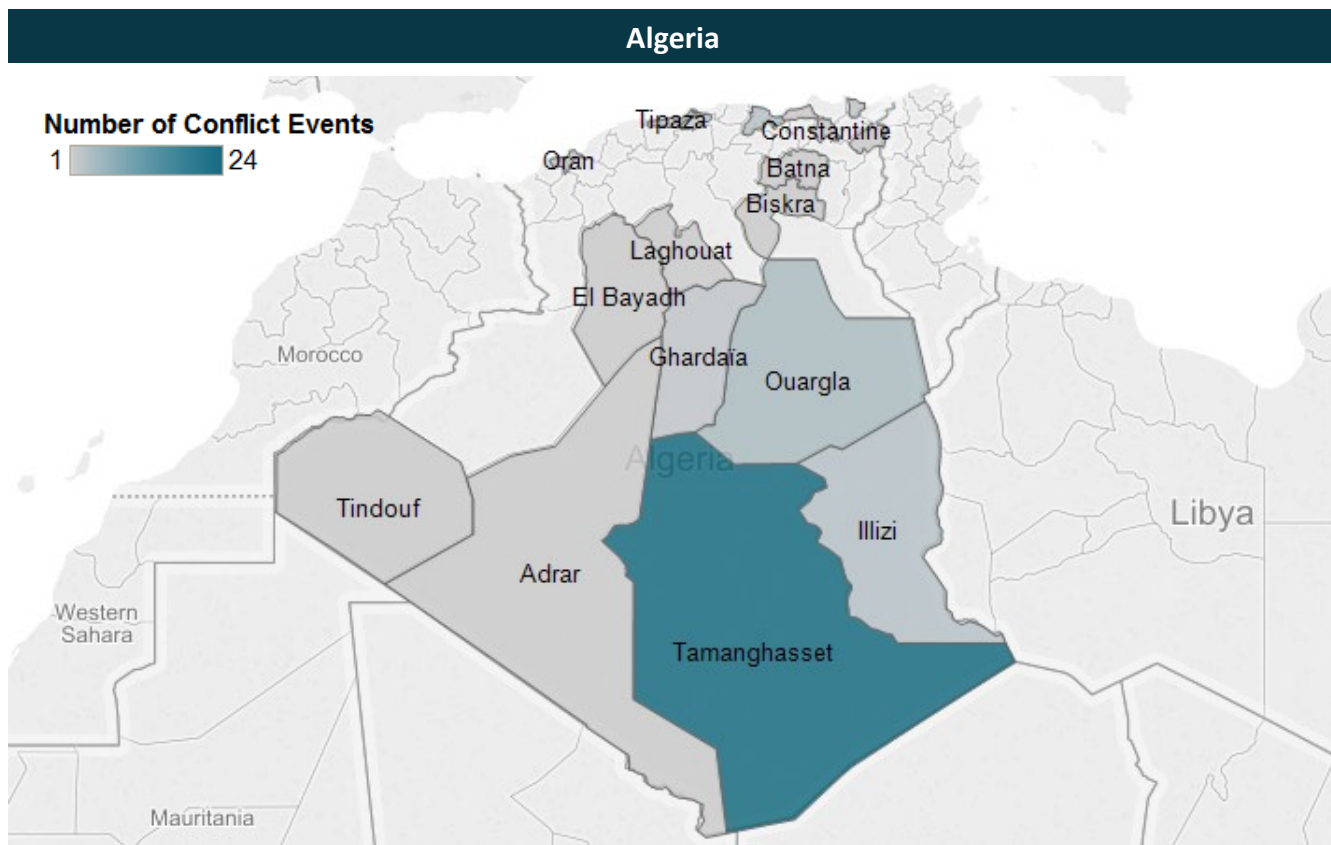 Algeria
Number of Conflict Events
1 24
Tipaza
Constantine
Oran
Batna
Biskra
Laghouat
El Bayadh
Morocco
Ghardaïa
Ouargla
Algeria
Tindouf
Libya
Illizi
Adrar
Western
Sahara
Tamanghasset
Mauritania